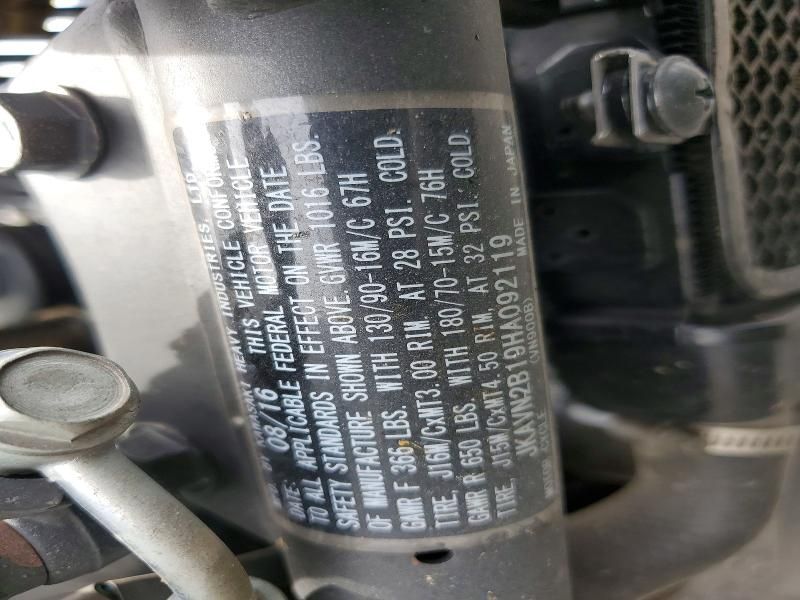 HEAVY INDUSTRIES, LTD.
DATE: 08/16 THIS VEHICLE CONFORMS
TO ALL APPLICABLE FEDERAL MOTOR VEHICLE
SAFETY STANDARDS IN EFFECT ON THE DATE
OF MANUFACTURE SHOWN ABOVE. GVWR 1016 LBS.
GAWR F 366 LBS. WITH 130/90-16M/C 67H
TIRE, J16M/CxMT3.00 RIM. AT 28 PSI. COLD.
GAWR R 650 LBS. WITH 180/70-15M/C 76H
TIRE, J15M/CxMT4.50 RIM. AT 32 PSI. COLD.
JKAVN2B19HA092119
MOTOR CYCLE (VN900B) MADE IN JAPAN